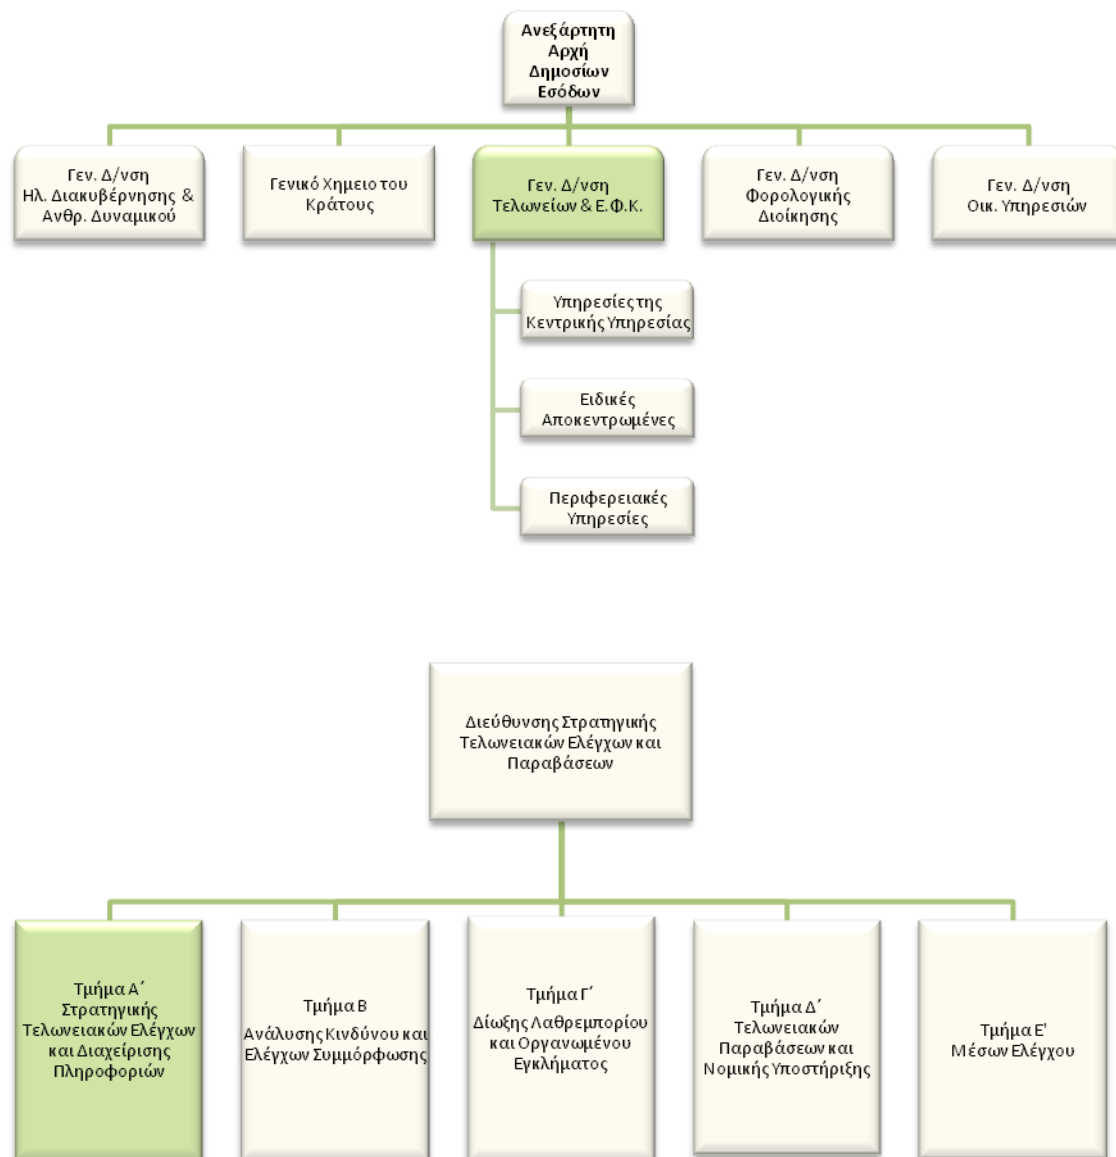 Ανεξάρτητη
Αρχή
Δημοσίων
Εσόδων
Γεν. Δ/νση
Ηλ. Διακυβέρνησης &
Ανθρ. Δυναμικού
Γενικό Χημειο του
Κράτους
Γεν. Δ/νση
Τελωνείων & Ε.Φ.Κ.
Γεν. Δ/νση
Φορολογικής
Διοίκησης
Γεν. Δ/νση
Οικ. Υπηρεσιών
Υπηρεσίες της
Κεντρικής Υπηρεσίας
Ειδικές
Αποκεντρωμένες
Περιφερειακές
Υπηρεσίες
Διεύθυνσης Στρατηγικής
Τελωνειακών Ελέγχων και
Παραβάσεων
Τμήμα Α΄
Στρατηγικής
Τελωνειακών Ελέγχων
και Διαχείρισης
Πληροφοριών
Τμήμα Β
Ανάλυσης Κινδύνου και
Ελέγχων Συμμόρφωσης
Τμήμα Γ΄
Δίωξης Λαθρεμπορίου
και Οργανωμένου
Εγκλήματος
Τμήμα Δ΄
Τελωνειακών
Παραβάσεων και
Νομικής Υποστήριξης
Τμήμα Ε'
Μέσων Ελέγχου